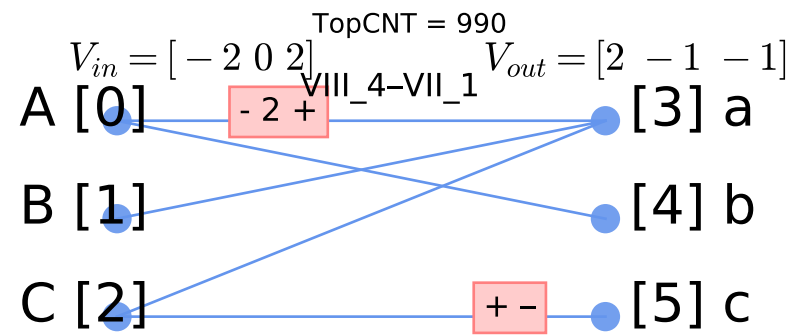 TopCNT = 990
V_in = [ − 2 0 2]
V_out = [2 − 1 − 1]
VIII_4–VII_1
A [0]
- 2 +
[3] a
B [1]
[4] b
C [2]
+ –
[5] c